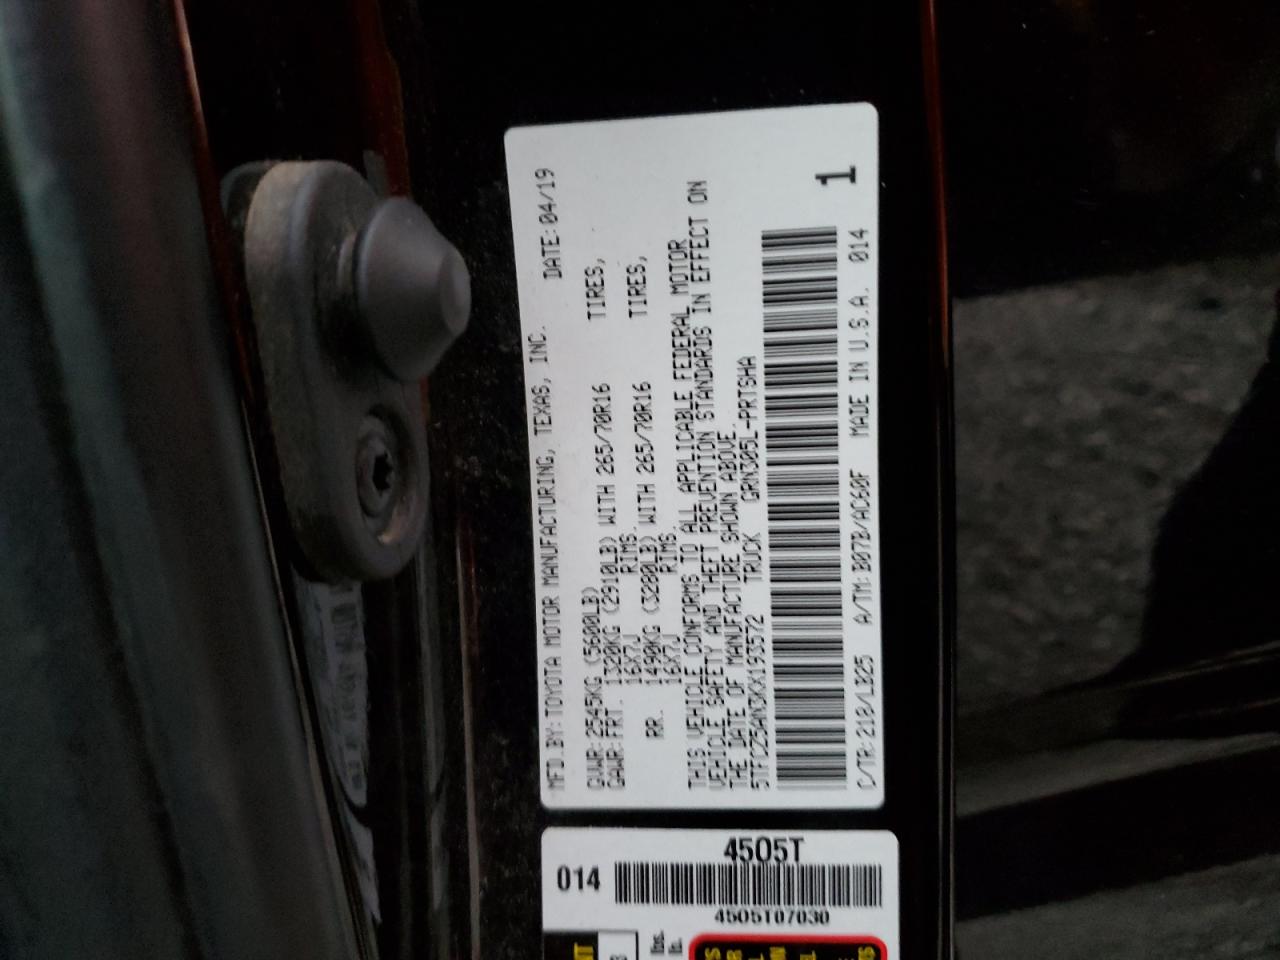 MFD.BY:TOYOTA MOTOR MANUFACTURING, TEXAS, INC. DATE:04/19
GVWR:2545KG (5600LB)
GAWR:FRT. 1320KG (2910LB) WITH 265/70R16 TIRES,
16X7J RIMS,
RR. 1490KG (3280LB) WITH 265/70R16 TIRES,
16X7J RIMS.
THIS VEHICLE CONFORMS TO ALL APPLICABLE FEDERAL MOTOR
VEHICLE SAFETY AND THEFT PREVENTION STANDARDS IN EFFECT ON
THE DATE OF MANUFACTURE SHOWN ABOVE.
5TFCZ5AN3KX193572 TRUCK GRN305L-PRTSHA
1
C/TR:218/LB25 A/TM:B07B/AC60F MADE IN U.S.A. 014
4505T
014
4505T07030
lbs.
lb.